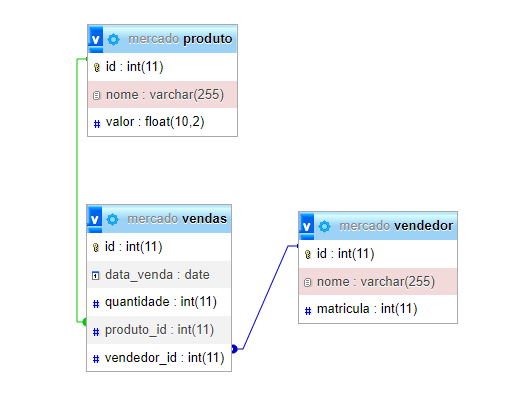 v mercado produto
id : int(11)
nome : varchar(255)
# valor : float(10,2)
v mercado vendas
id : int(11)
data_venda : date
# quantidade : int(11)
# produto_id : int(11)
# vendedor_id : int(11)
v mercado vendedor
id : int(11)
nome : varchar(255)
# matricula : int(11)